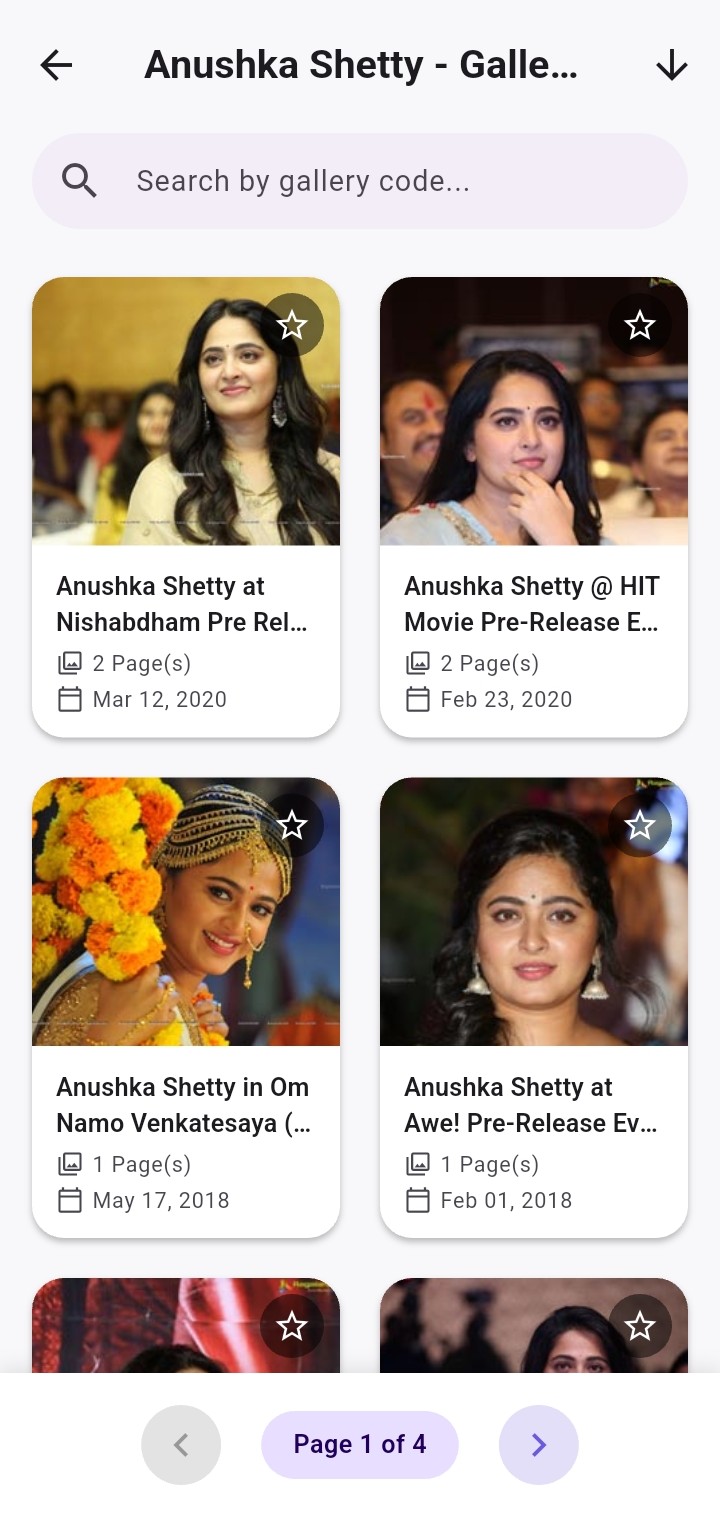 Anushka Shetty - Galle...
Search by gallery code...
Anushka Shetty at
Nishabdham Pre Rel...
2 Page(s)
Mar 12, 2020
Anushka Shetty @ HIT
Movie Pre-Release E...
2 Page(s)
Feb 23, 2020
Anushka Shetty in Om
Namo Venkatesaya (...
1 Page(s)
May 17, 2018
Anushka Shetty at
Awe! Pre-Release Ev...
1 Page(s)
Feb 01, 2018
Page 1 of 4